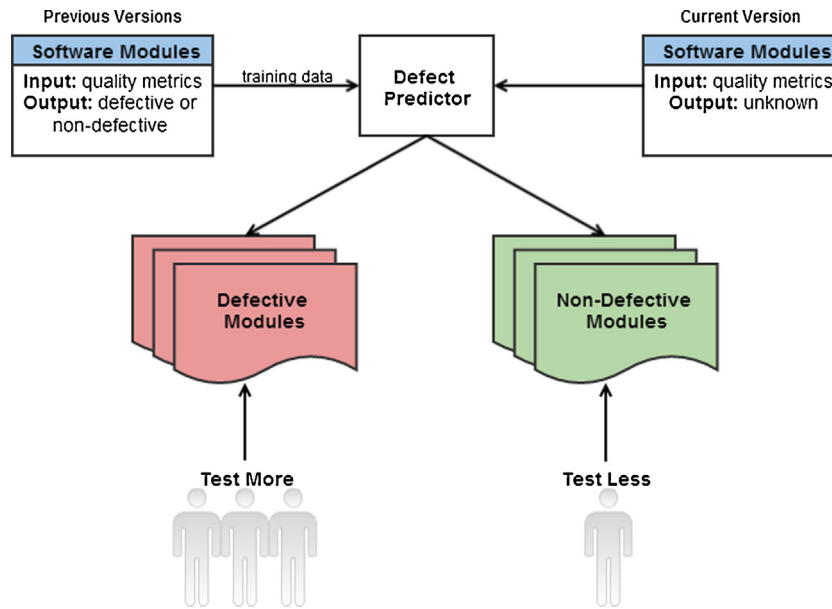 Previous Versions
Software Modules
Input: quality metrics
Output: defective or
non-defective
training data
Defect
Predictor
Current Version
Software Modules
Input: quality metrics
Output: unknown
Defective
Modules
Non-Defective
Modules
Test More
Test Less